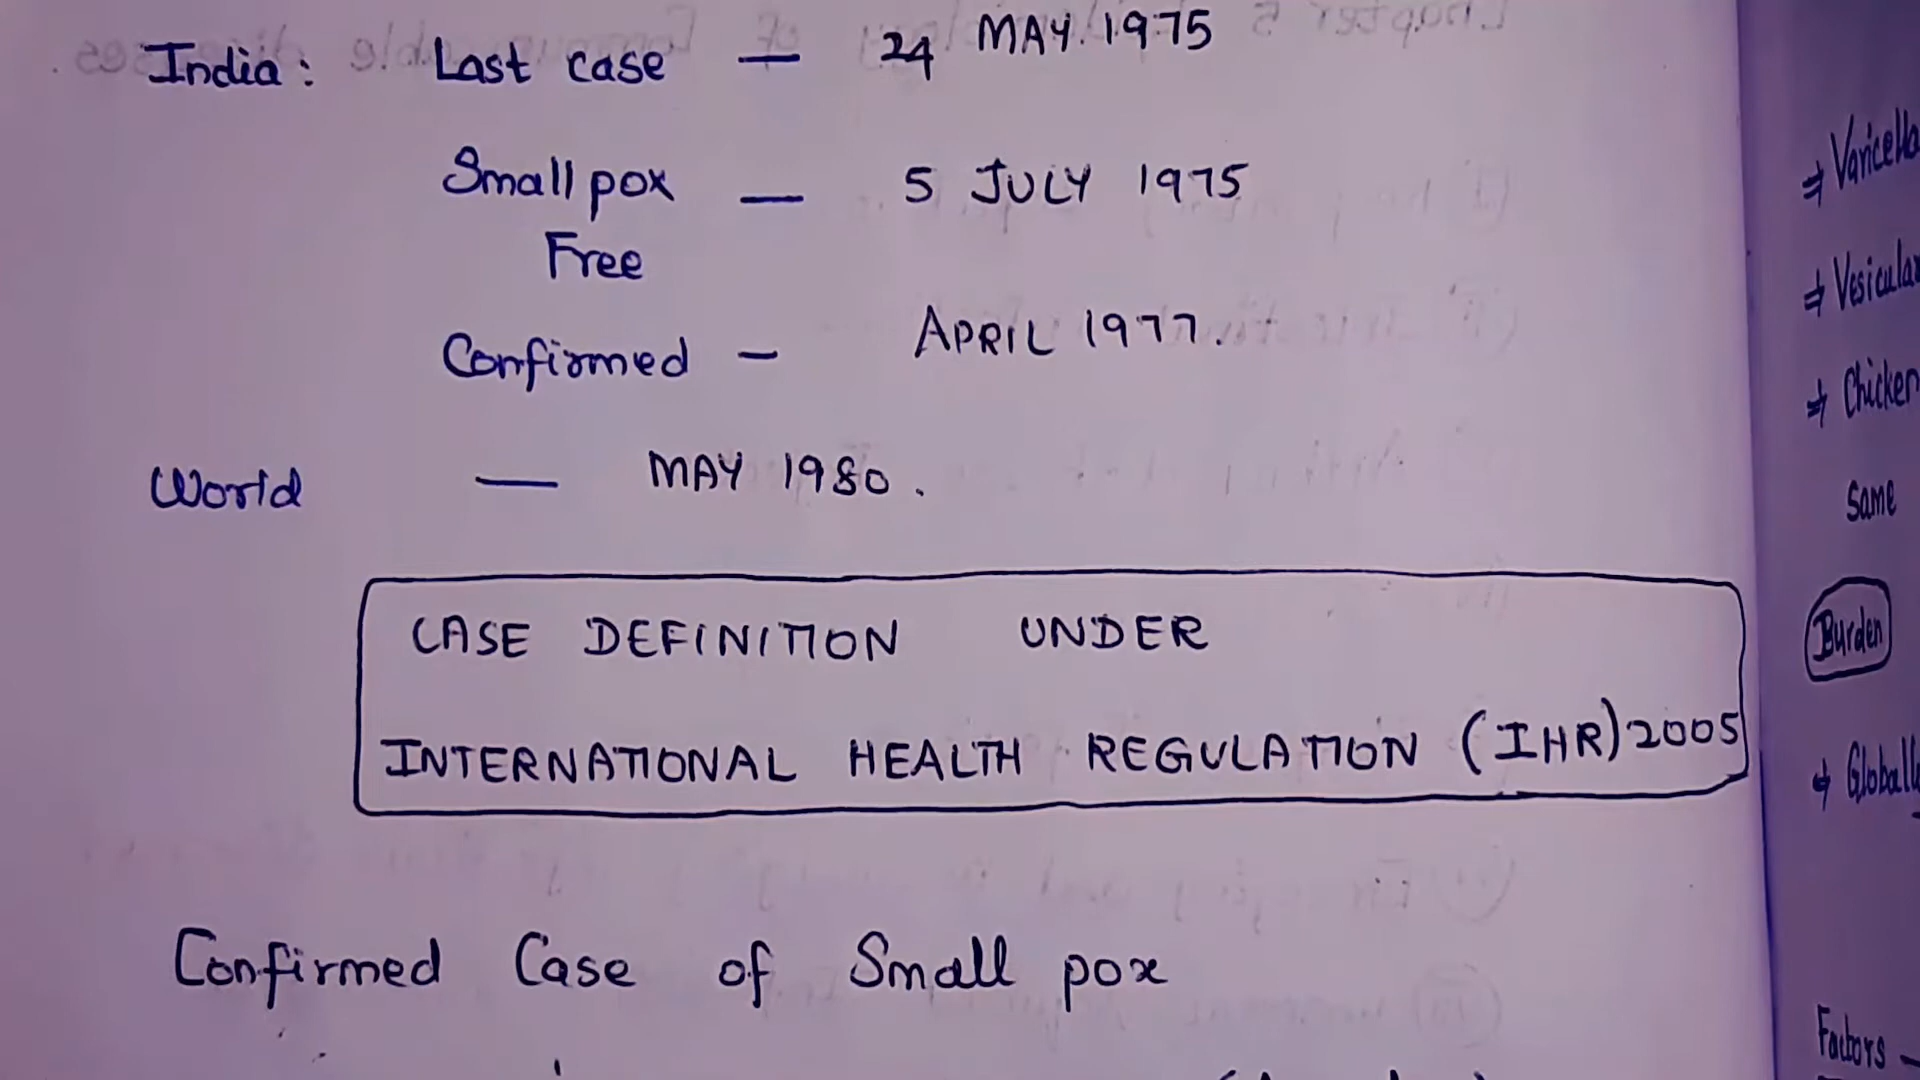 India: Last case — 24 MAY. 1975
Small pox — 5 JULY 1975
Free
Confirmed - APRIL 1977.
World — MAY 1980.
CASE DEFINITION UNDER
INTERNATIONAL HEALTH REGULATION (IHR) 2005
Confirmed Case of Small pox
⇒ Varicella
⇒ Vesicular
⇒ Chicken
Same
Burden
⇒ Globally
Factors –